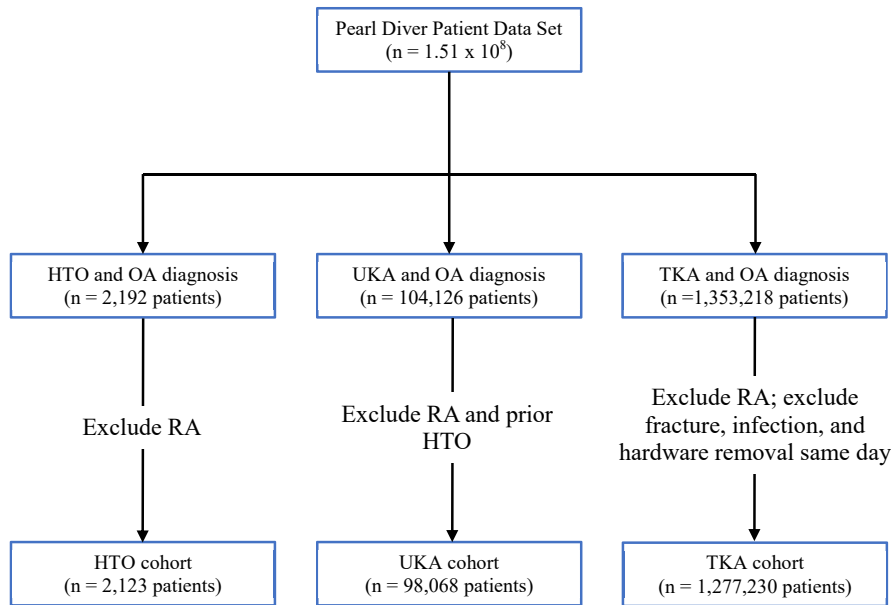 Pearl Diver Patient Data Set
(n = 1.51 x 10⁸)
HTO and OA diagnosis
(n = 2,192 patients)
UKA and OA diagnosis
(n = 104,126 patients)
TKA and OA diagnosis
(n =1,353,218 patients)
Exclude RA
Exclude RA and prior
HTO
Exclude RA; exclude
fracture, infection, and
hardware removal same day
HTO cohort
(n = 2,123 patients)
UKA cohort
(n = 98,068 patients)
TKA cohort
(n = 1,277,230 patients)